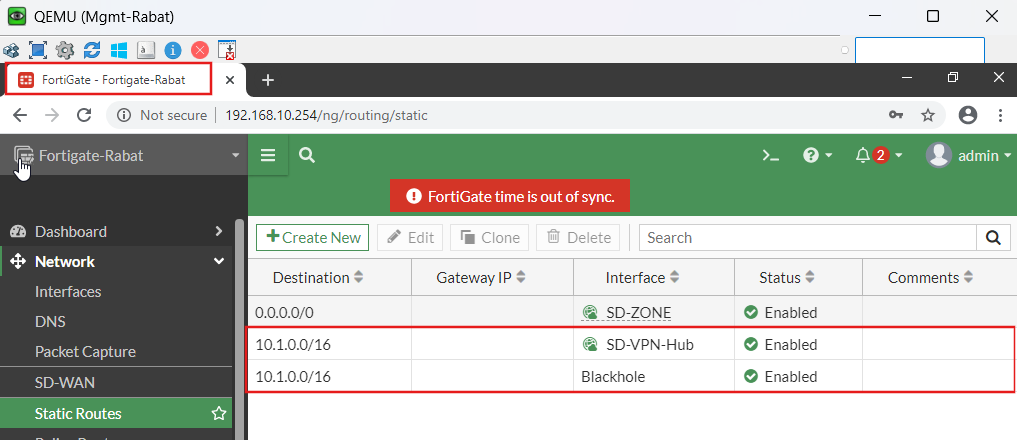 QEMU (Mgmt-Rabat)
FortiGate - Fortigate-Rabat
Not secure 192.168.10.254/ng/routing/static
Fortigate-Rabat
2
admin
FortiGate time is out of sync.
Dashboard
Network
Interfaces
DNS
Packet Capture
SD-WAN
Static Routes
Create New Edit Clone Delete Search
Destination Gateway IP Interface Status Comments
0.0.0.0/0 SD-ZONE Enabled
10.1.0.0/16 SD-VPN-Hub Enabled
10.1.0.0/16 Blackhole Enabled